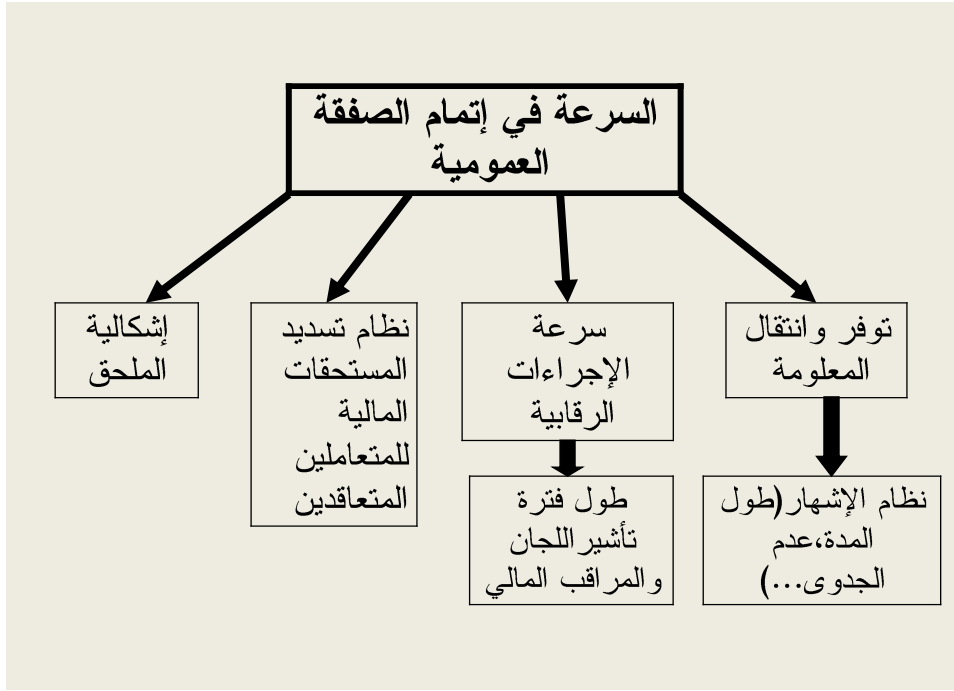 السرعة في إتمام الصفقة
العمومية
توفر وانتقال
المعلومة
سرعة
الإجراءات
الرقابية
نظام تسديد
المستحقات
المالية
للمتعاملين
المتعاقدين
إشكالية
الملحق
نظام الإشهار(طول
المدة،عدم
الجدوى...)
طول فترة
تأشيراللجان
والمراقب المالي